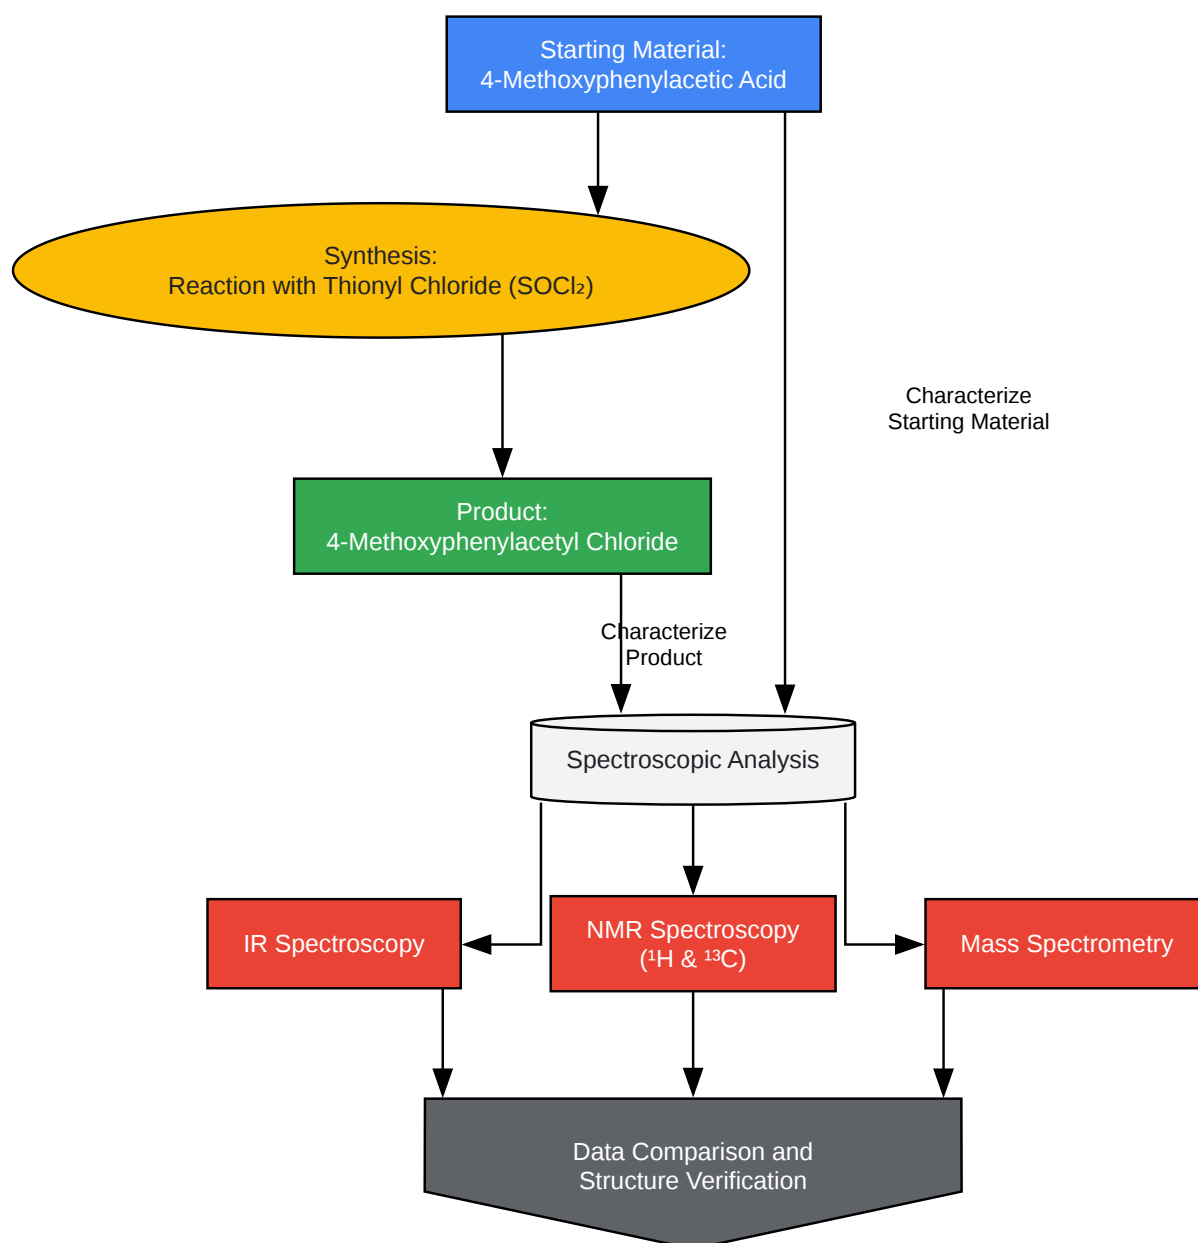 Starting Material:
4-Methoxyphenylacetic Acid
Synthesis:
Reaction with Thionyl Chloride (SOCl₂)
Characterize
Starting Material
Product:
4-Methoxyphenylacetyl Chloride
Characterize
Product
Spectroscopic Analysis
IR Spectroscopy
NMR Spectroscopy
(¹H & ¹³C)
Mass Spectrometry
Data Comparison and
Structure Verification